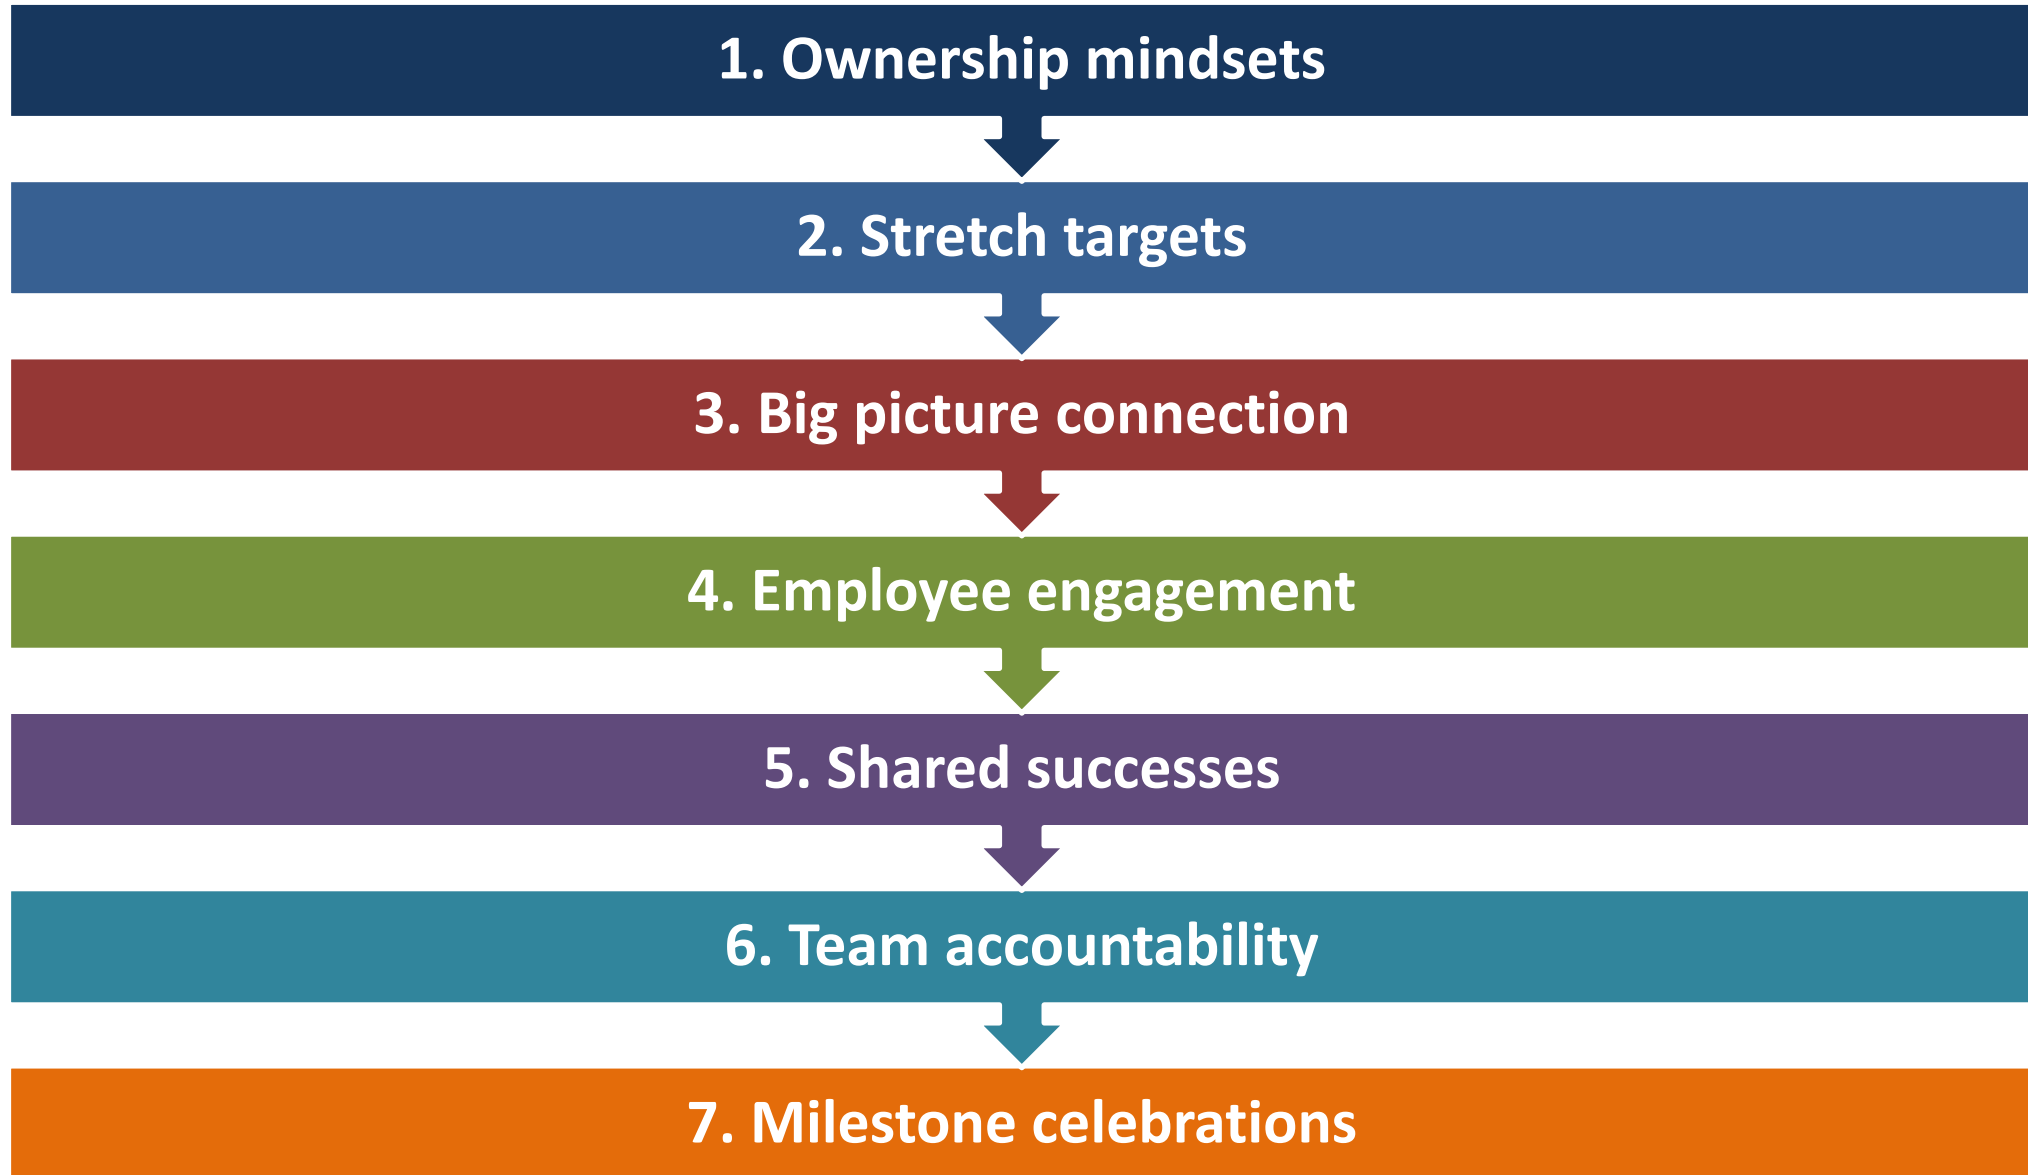 1. Ownership mindsets
2. Stretch targets
3. Big picture connection
4. Employee engagement
5. Shared successes
6. Team accountability
7. Milestone celebrations